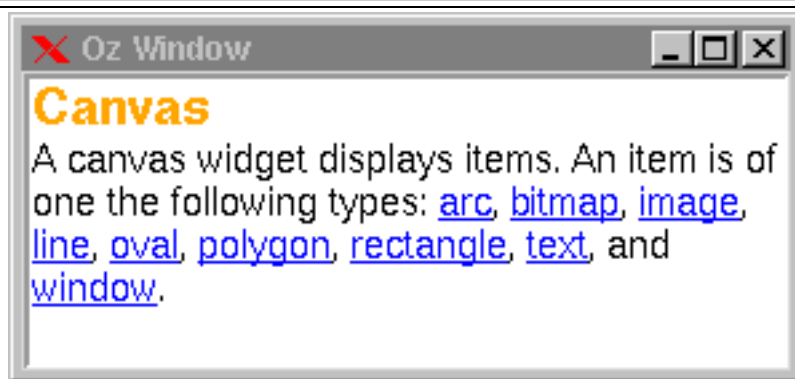 Oz Window
Canvas
A canvas widget displays items. An item is of
one the following types: arc, bitmap, image,
line, oval, polygon, rectangle, text, and
window.